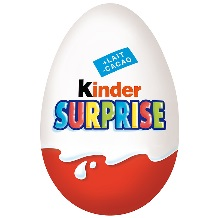 +LAIT
-CACAO
Kinder
SURPRISE